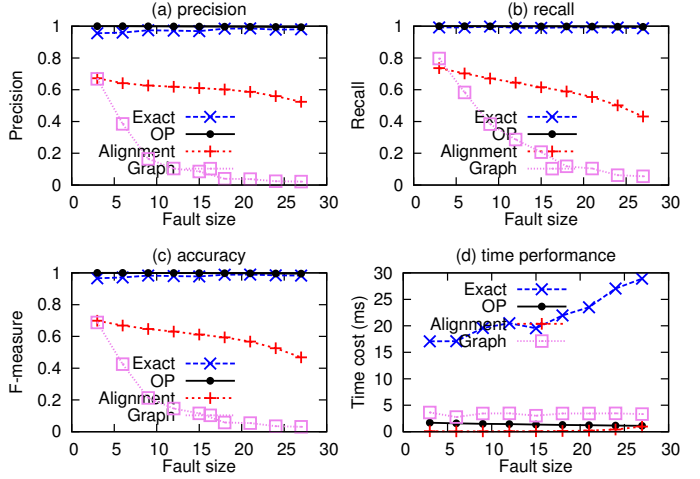 (a) precision
Precision
1
0.8
0.6
0.4
0.2
0
Exact
OP
Alignment
Graph
0 5 10 15 20 25 30
Fault size
(b) recall
Recall
1
0.8
0.6
0.4
0.2
0
Exact
OP
Alignment
Graph
0 5 10 15 20 25 30
Fault size
(c) accuracy
F-measure
1
0.8
0.6
0.4
0.2
0
Exact
OP
Alignment
Graph
0 5 10 15 20 25 30
Fault size
(d) time performance
Time cost (ms)
30
25
20
15
10
5
0
Exact
OP
Alignment
Graph
0 5 10 15 20 25 30
Fault size